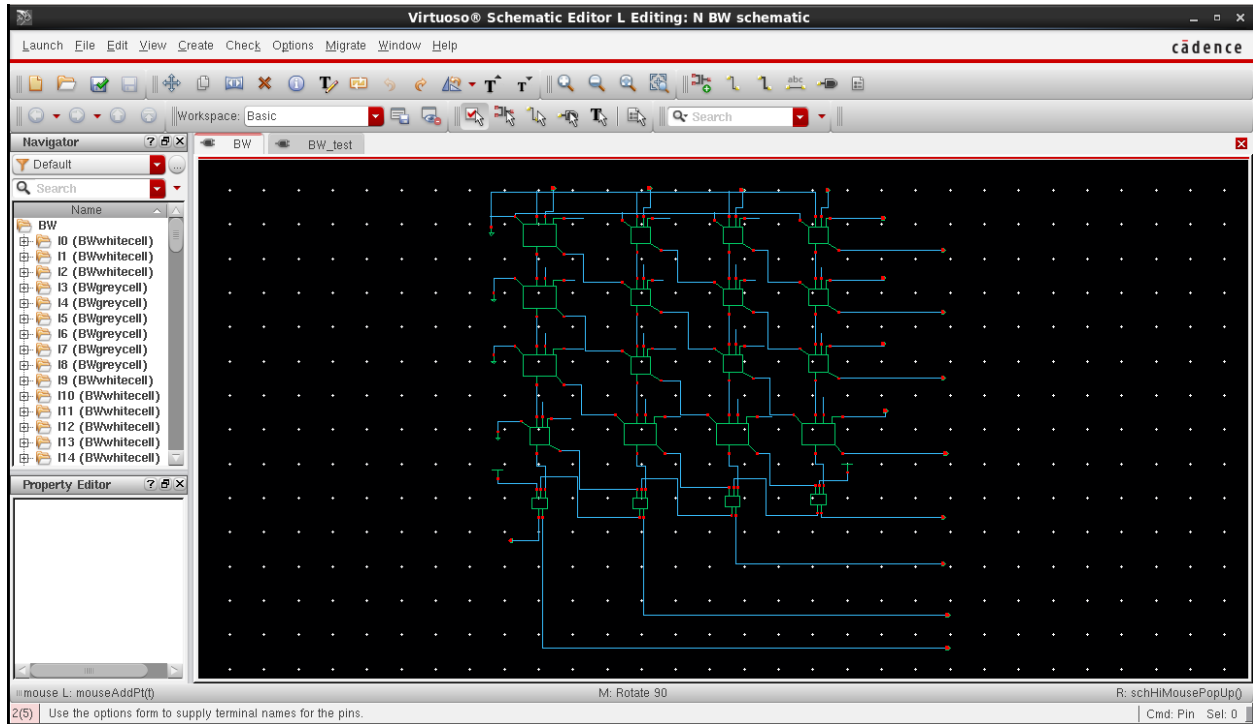 Virtuoso® Schematic Editor L Editing: N BW schematic
Launch File Edit View Create Check Options Migrate Window Help
cādence
Workspace: Basic
Search
Navigator
BW
BW_test
Default
Search
Name
BW
I0 (BWwhitecell)
I1 (BWwhitecell)
I2 (BWwhitecell)
I3 (BWgreycell)
I4 (BWgreycell)
I5 (BWgreycell)
I6 (BWgreycell)
I7 (BWgreycell)
I8 (BWgreycell)
I9 (BWwhitecell)
I10 (BWwhitecell)
I11 (BWwhitecell)
I12 (BWwhitecell)
I13 (BWwhitecell)
I14 (BWwhitecell)
Property Editor
mouse L: mouseAddPt(t)
M: Rotate 90
R: schHiMousePopUp()
2(5) Use the options form to supply terminal names for the pins.
Cmd: Pin Sel: 0